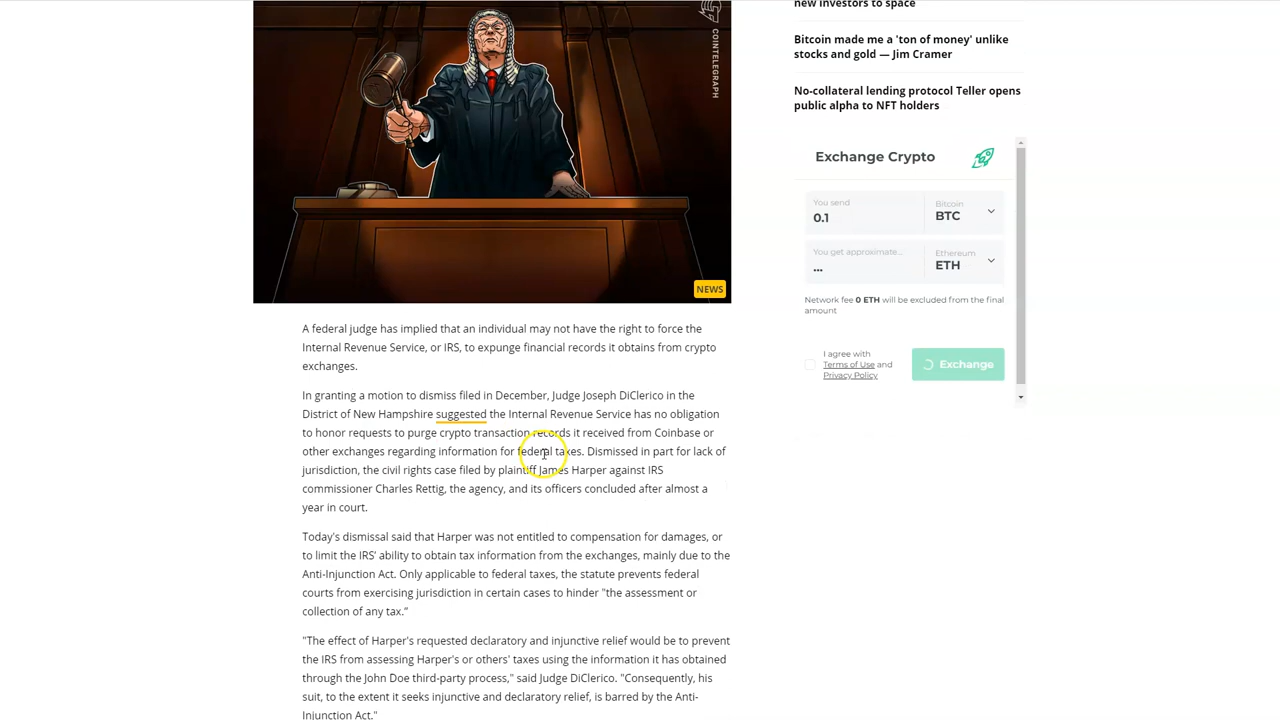 COINTELEGRAPH
NEWS
A federal judge has implied that an individual may not have the right to force the
Internal Revenue Service, or IRS, to expunge financial records it obtains from crypto
exchanges.
In granting a motion to dismiss filed in December, Judge Joseph DiClerico in the
District of New Hampshire suggested the Internal Revenue Service has no obligation
to honor requests to purge crypto transaction records it received from Coinbase or
other exchanges regarding information for federal taxes. Dismissed in part for lack of
jurisdiction, the civil rights case filed by plaintiff James Harper against IRS
commissioner Charles Rettig, the agency, and its officers concluded after almost a
year in court.
Today's dismissal said that Harper was not entitled to compensation for damages, or
to limit the IRS' ability to obtain tax information from the exchanges, mainly due to the
Anti-Injunction Act. Only applicable to federal taxes, the statute prevents federal
courts from exercising jurisdiction in certain cases to hinder "the assessment or
collection of any tax."
"The effect of Harper's requested declaratory and injunctive relief would be to prevent
the IRS from assessing Harper's or others' taxes using the information it has obtained
through the John Doe third-party process," said Judge DiClerico. "Consequently, his
suit, to the extent it seeks injunctive and declaratory relief, is barred by the Anti-
Injunction Act."
new investors to space
Bitcoin made me a 'ton of money' unlike
stocks and gold — Jim Cramer
No-collateral lending protocol Teller opens
public alpha to NFT holders
Exchange Crypto
You send
0.1
Bitcoin
BTC
You get approximate...
...
Ethereum
ETH
Network fee 0 ETH will be excluded from the final
amount
I agree with
Terms of Use and
Privacy Policy
Exchange